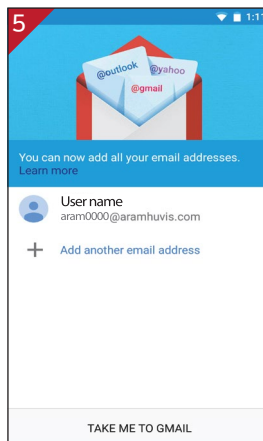 5
1:11
@outlook
@yahoo
@gmail
You can now add all your email addresses.
Learn more
User name
aram0000@aramhuvis.com
+ Add another email address
TAKE ME TO GMAIL